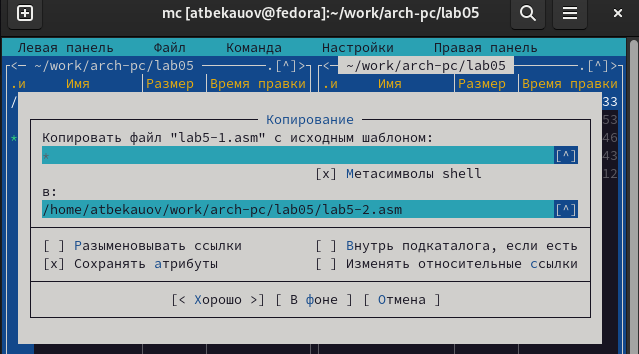 mc [atbekauov@fedora]:~/work/arch-pc/lab05
Левая панель Файл Команда Настройки Правая панель
<─ ~/work/arch-pc/lab05 ─.[^]> <─ ~/work/arch-pc/lab05 ─.[^]>
.и Имя Размер Время правки .и Имя Размер Время правки
/ 33
Копирование 53
* Копировать файл "lab5-1.asm" с исходным шаблоном: 46
* [^] 43
[x] Метасимволы shell 12
в:
/home/atbekauov/work/arch-pc/lab05/lab5-2.asm [^]
[ ] Разыменовывать ссылки [ ] Внутрь подкаталога, если есть
[x] Сохранять атрибуты [ ] Изменять относительные ссылки
[< Хорошо >] [ В фоне ] [ Отмена ]